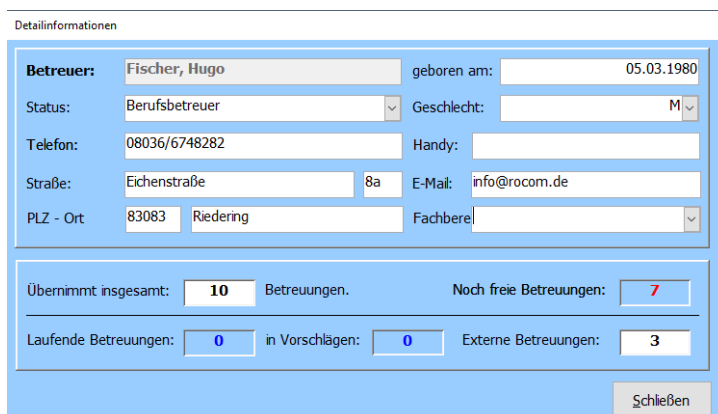 Detailinformationen
Betreuer: Fischer, Hugo geboren am: 05.03.1980
Status: Berufsbetreuer Geschlecht: M
Telefon: 08036/6748282 Handy:
Straße: Eichenstraße 8a E-Mail: info@rocom.de
PLZ - Ort 83083 Riedering Fachbere
Übernimmt insgesamt: 10 Betreuungen. Noch freie Betreuungen: 7
Laufende Betreuungen: 0 in Vorschlägen: 0 Externe Betreuungen: 3
Schließen